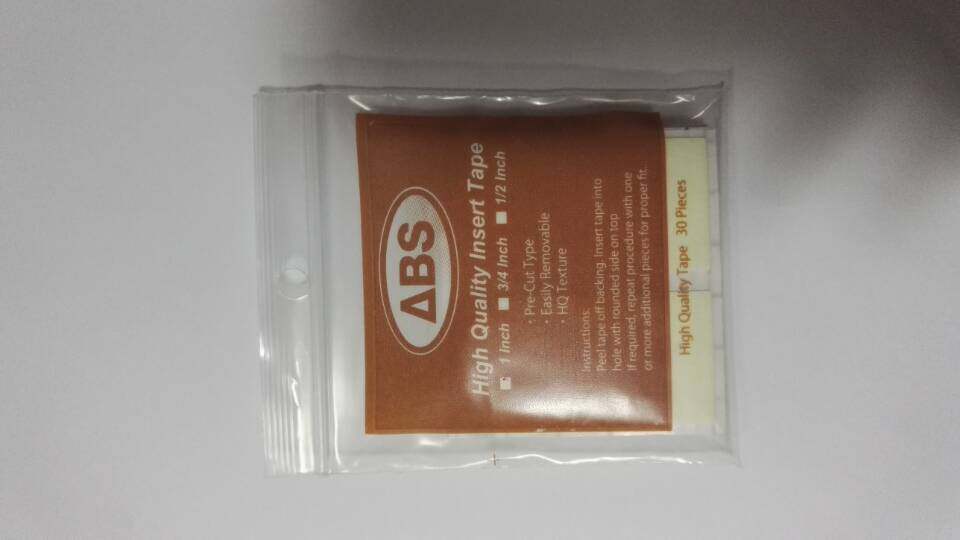 ABS
High Quality Insert Tape
1 Inch 3/4 Inch 1/2 Inch
· Pre-Cut Type
· Easily Removable
· HQ Texture
Instructions:
Peel tape off backing. Insert tape into
hole with rounded side on top
If required, repeat procedure with one
or more additional pieces for proper fit.
High Quality Tape 30 Pieces